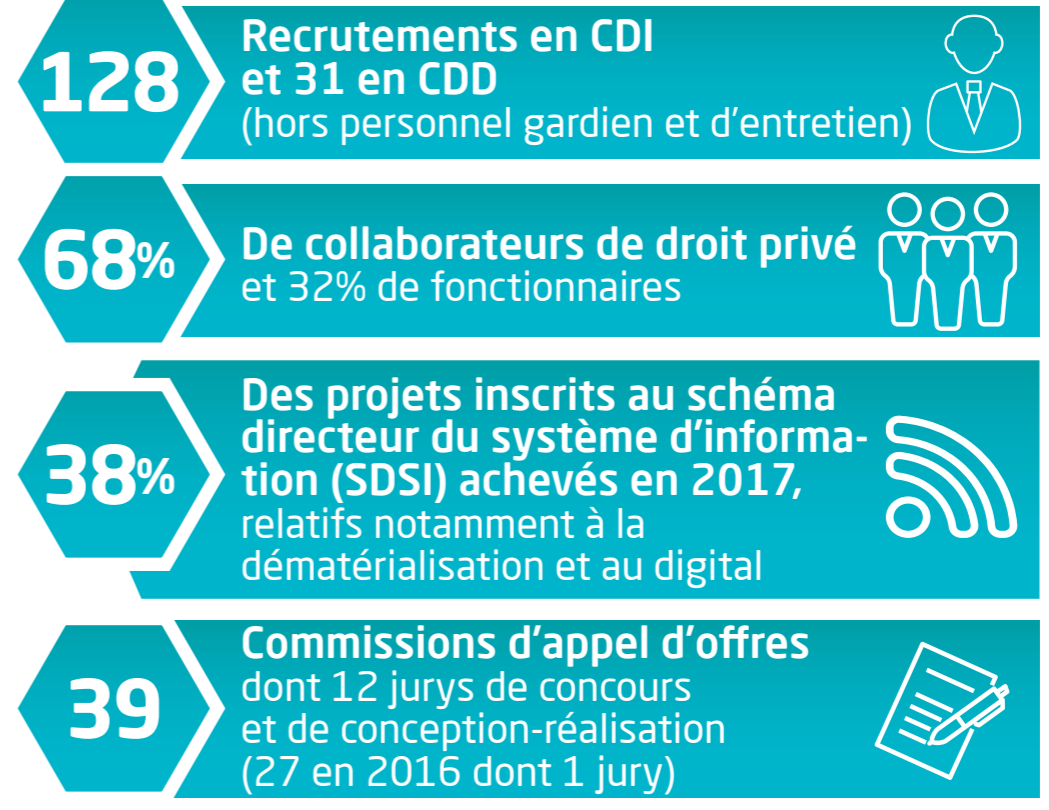 128
Recrutements en CDI
et 31 en CDD
(hors personnel gardien et d'entretien)
68%
De collaborateurs de droit privé
et 32% de fonctionnaires
38%
Des projets inscrits au schéma
directeur du système d'informa-
tion (SDSI) achevés en 2017,
relatifs notamment à la
dématérialisation et au digital
39
Commissions d'appel d'offres
dont 12 jurys de concours
et de conception-réalisation
(27 en 2016 dont 1 jury)